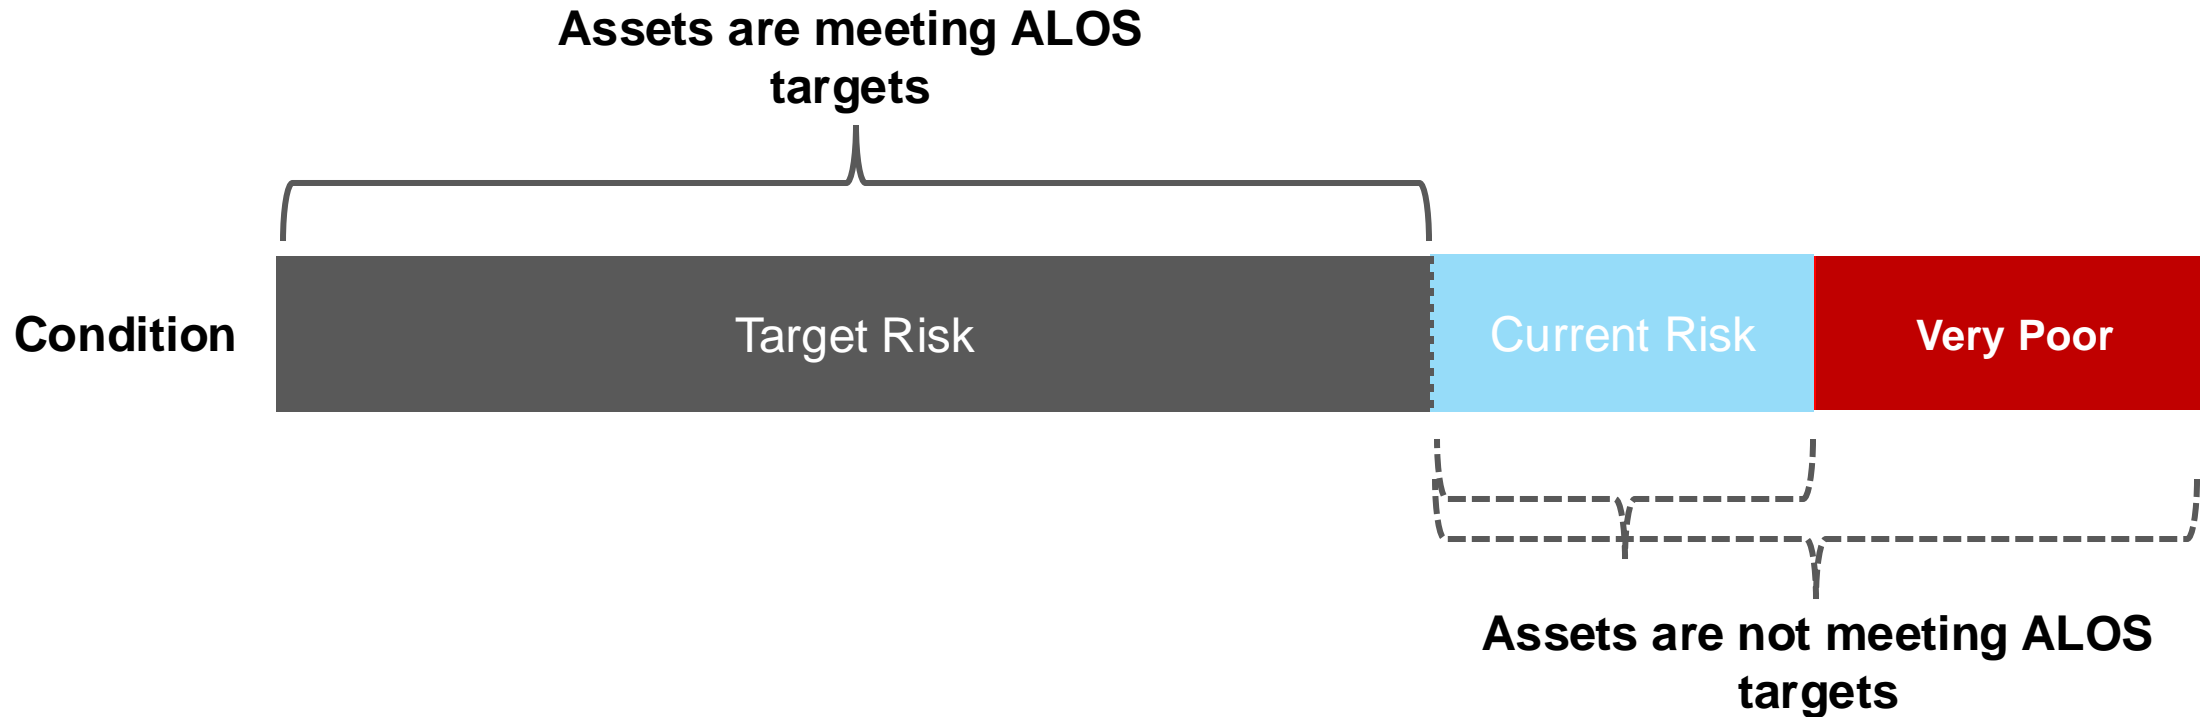 Assets are meeting ALOS
targets
Condition
Target Risk
Current Risk
Very Poor
Assets are not meeting ALOS
targets